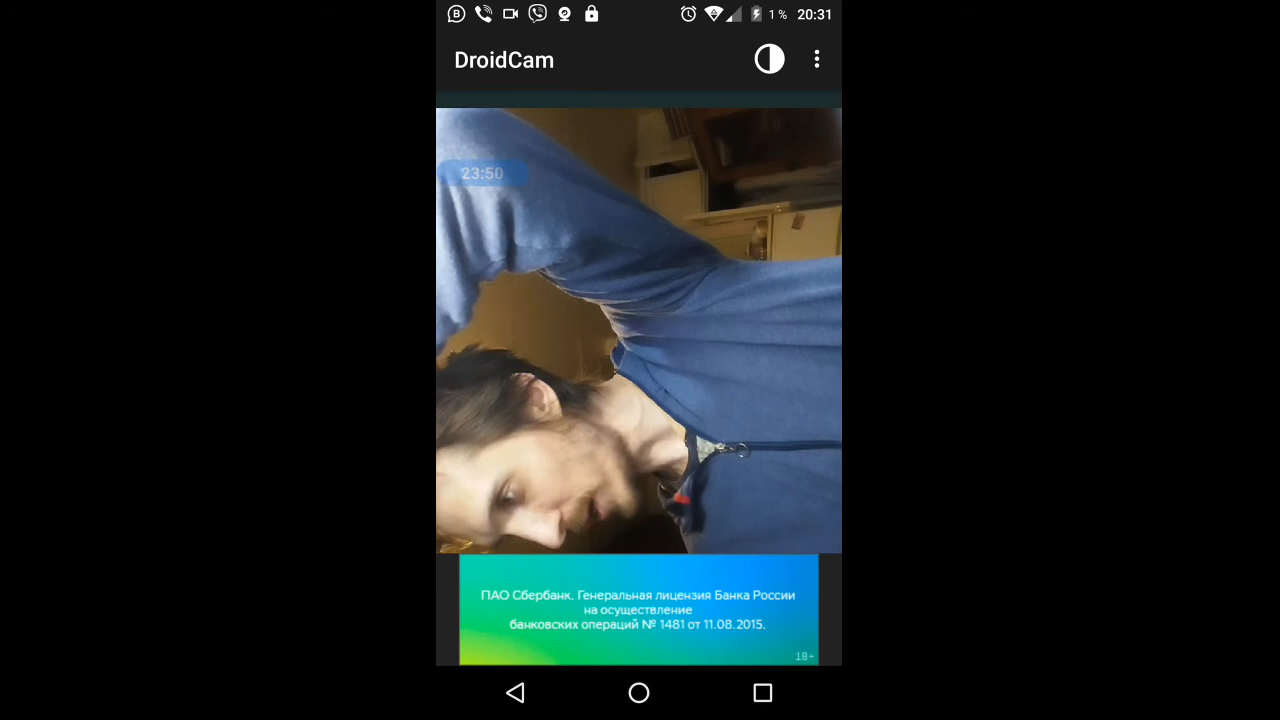 1 % 20:31
DroidCam
23:50
ПАО Сбербанк. Генеральная лицензия Банка России
на осуществление
банковских операций № 1481 от 11.08.2015.
18+